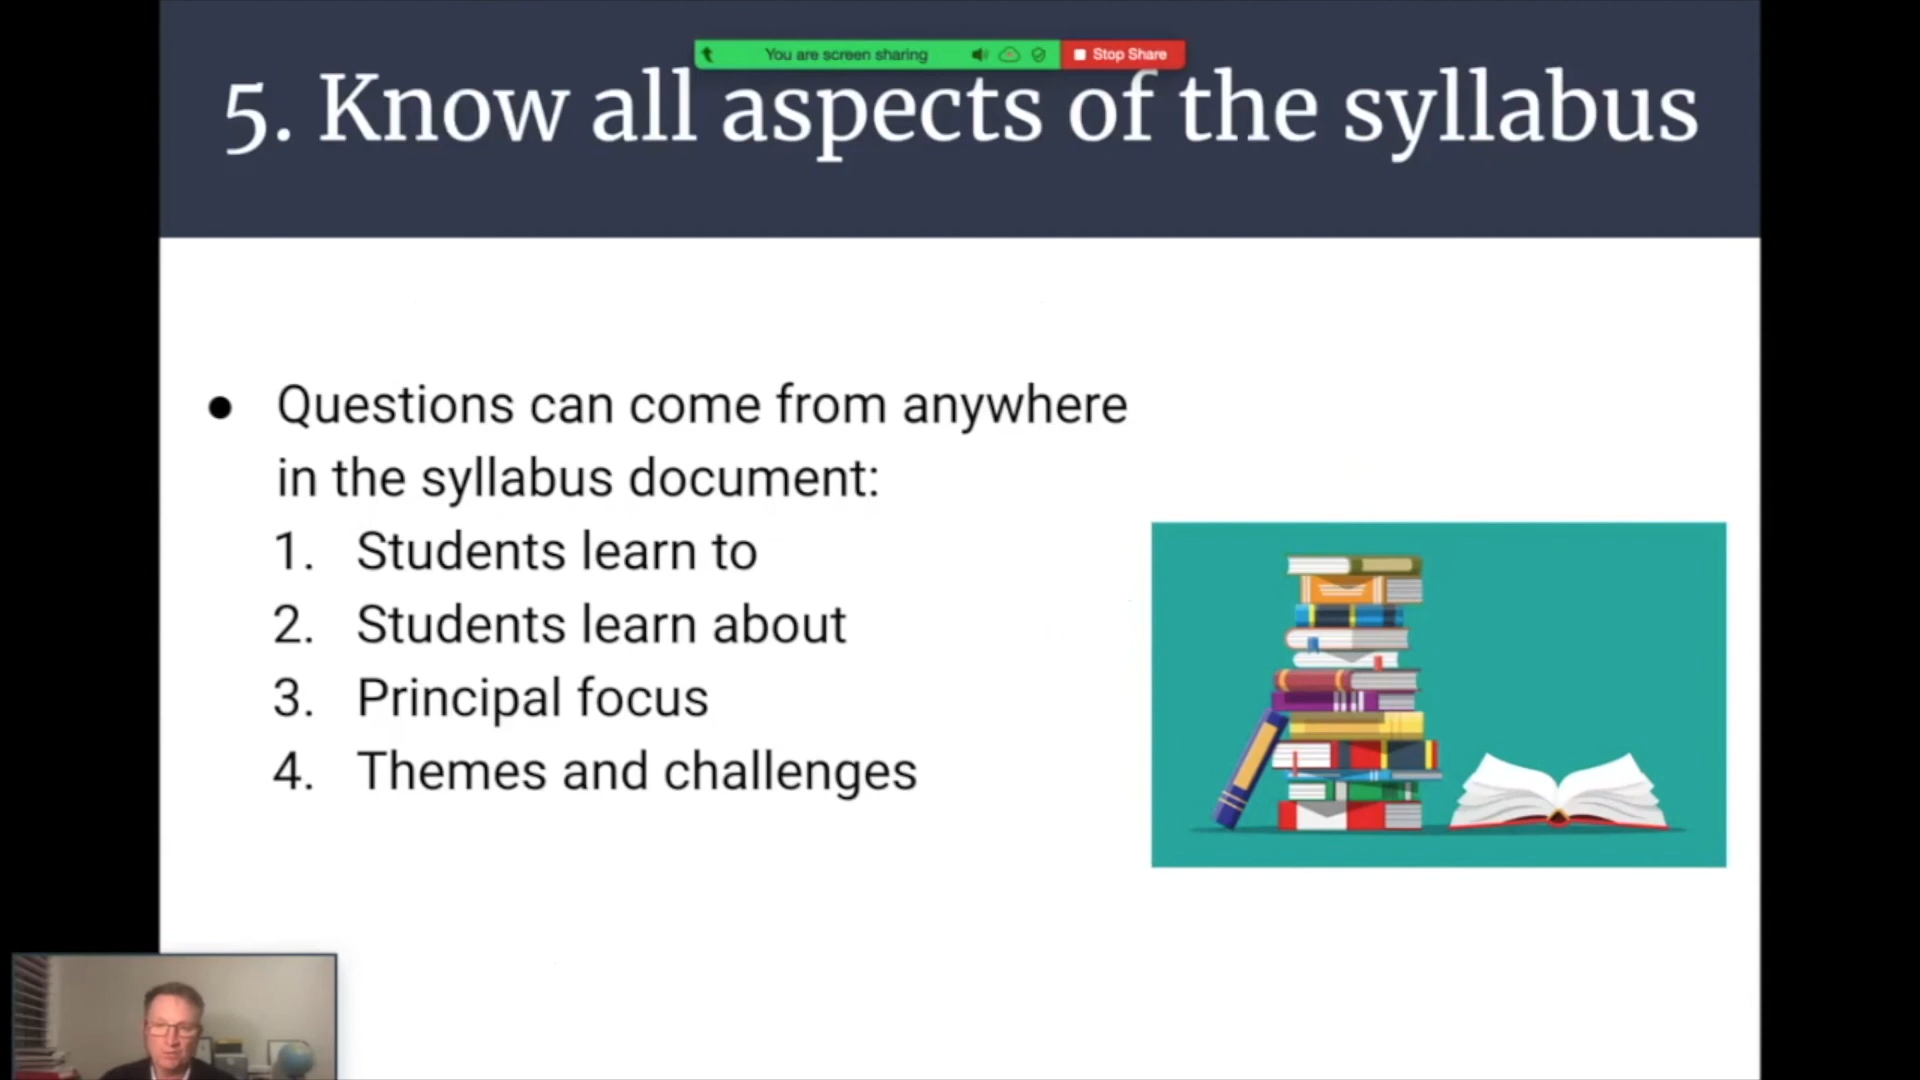 You are screen sharing
Stop Share
5. Know all aspects of the syllabus
● Questions can come from anywhere
in the syllabus document:
1. Students learn to
2. Students learn about
3. Principal focus
4. Themes and challenges